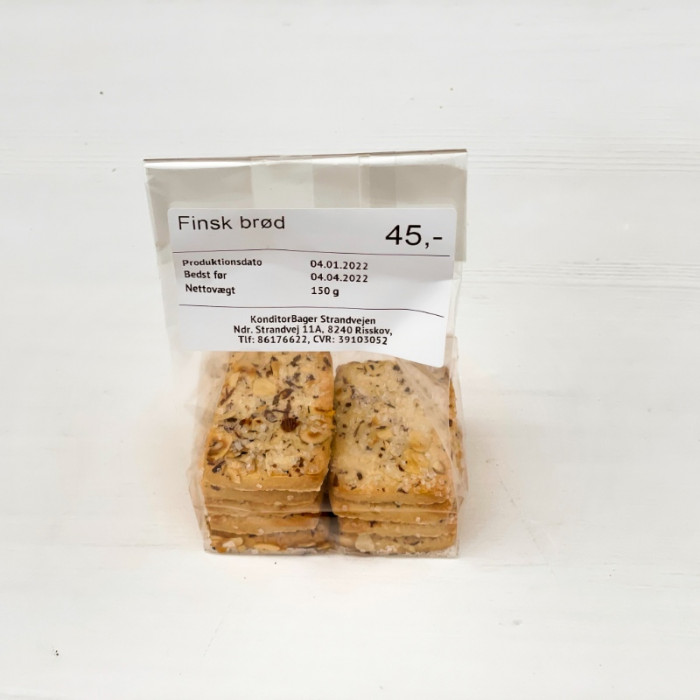 Finsk brød
45,-
Produktionsdato 04.01.2022
Bedst før 04.04.2022
Nettovægt 150 g
KonditorBager Strandvejen
Ndr. Strandvej 11A, 8240 Risskov,
Tlf: 86176622, CVR: 39103052